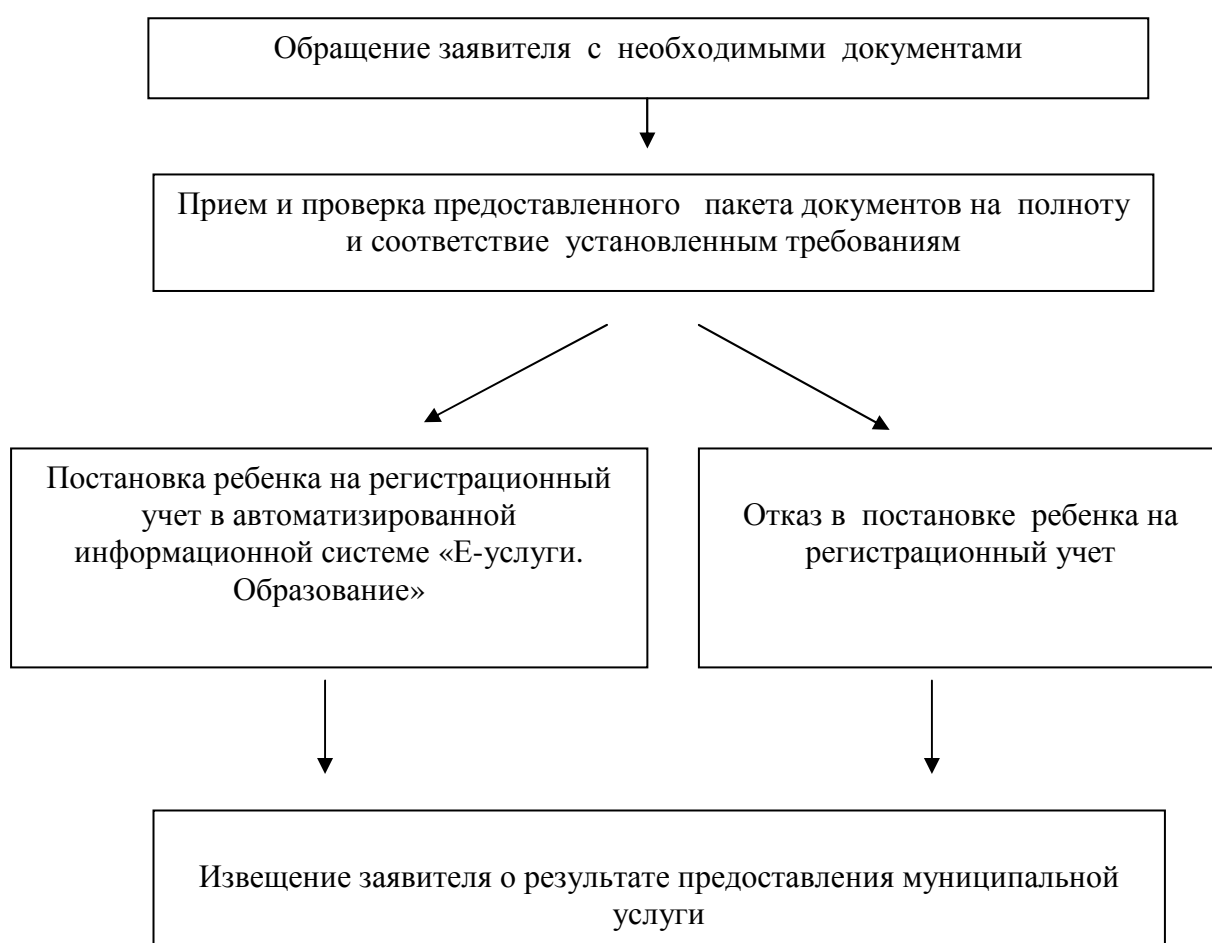 Обращение заявителя с необходимыми документами
Прием и проверка предоставленного пакета документов на полноту
и соответствие установленным требованиям
Постановка ребенка на регистрационный
учет в автоматизированной
информационной системе «Е-услуги.
Образование»
Отказ в постановке ребенка на
регистрационный учет
Извещение заявителя о результате предоставления муниципальной
услуги